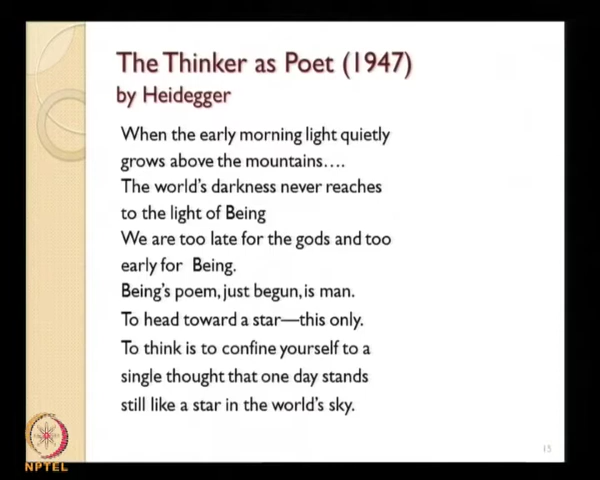 The Thinker as Poet (1947)
by Heidegger
When the early morning light quietly
grows above the mountains….
The world's darkness never reaches
to the light of Being
We are too late for the gods and too
early for Being.
Being's poem, just begun, is man.
To head toward a star—this only.
To think is to confine yourself to a
single thought that one day stands
still like a star in the world's sky.
15
NPTEL